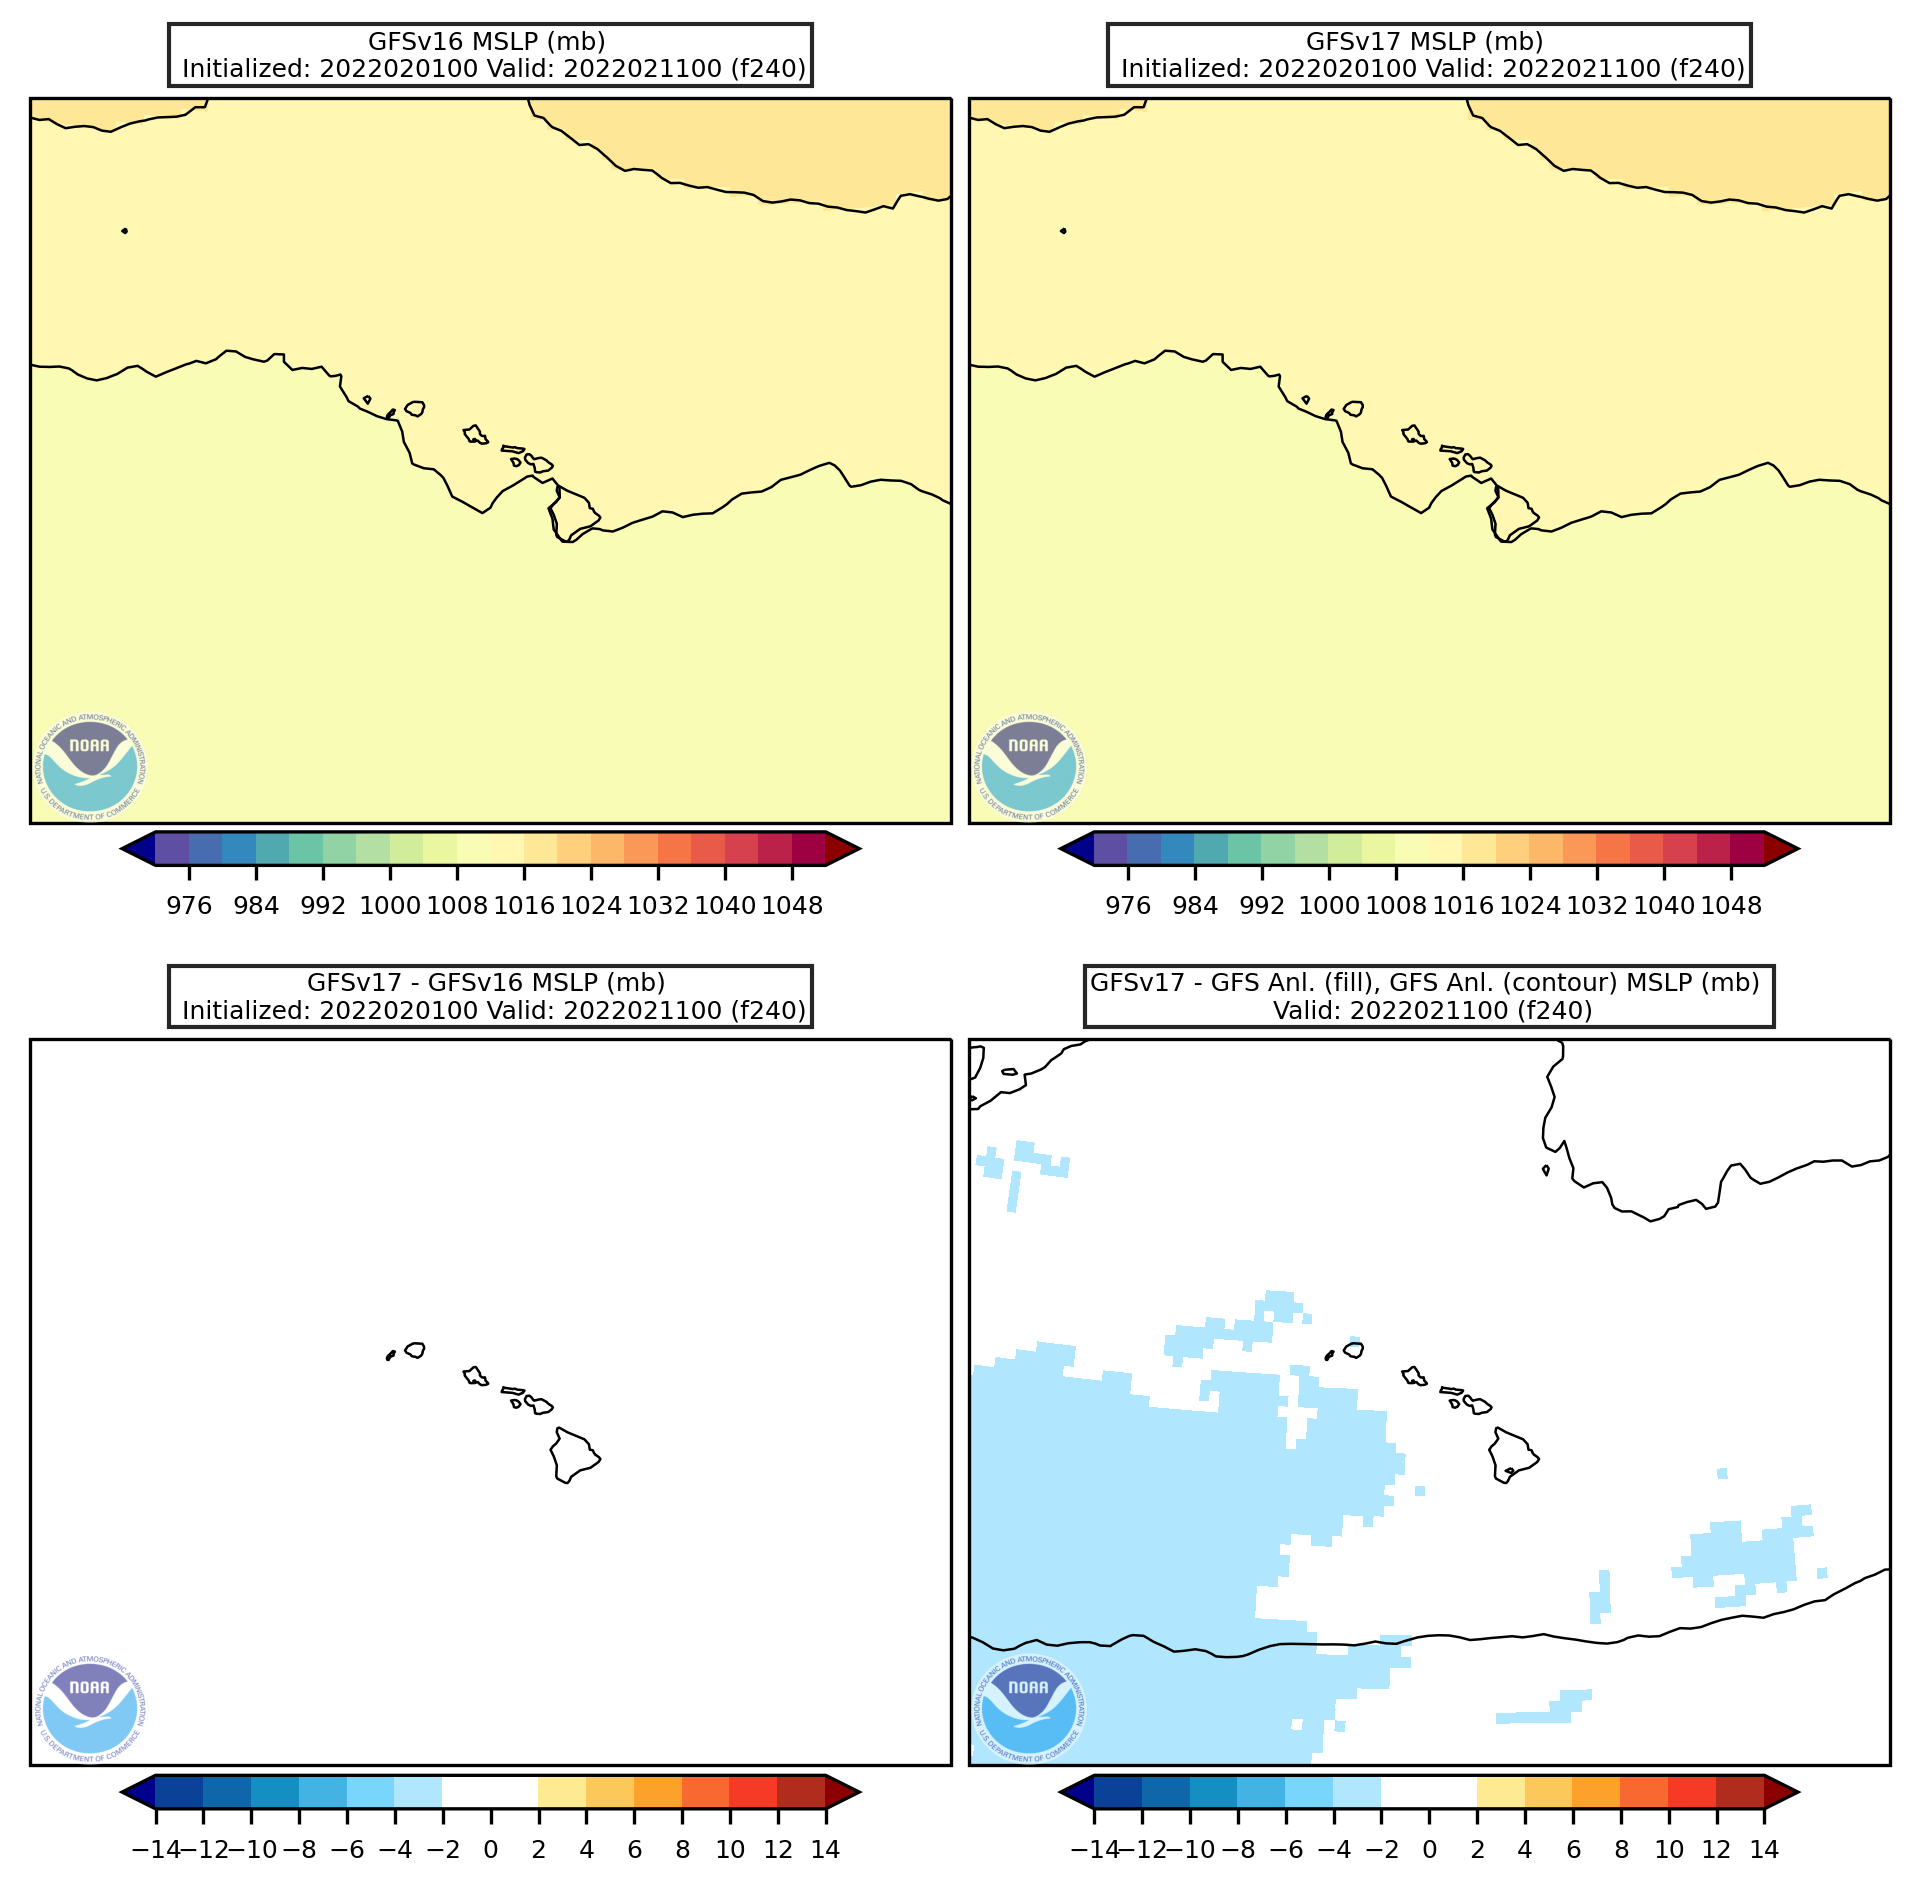 GFSv16 MSLP (mb)
Initialized: 2022020100 Valid: 2022021100 (f240)
GFSv17 MSLP (mb)
Initialized: 2022020100 Valid: 2022021100 (f240)
NATIONAL OCEANIC AND ATMOSPHERIC ADMINISTRATION
NOAA
U.S. DEPARTMENT OF COMMERCE
NATIONAL OCEANIC AND ATMOSPHERIC ADMINISTRATION
NOAA
U.S. DEPARTMENT OF COMMERCE
976 984 992 1000 1008 1016 1024 1032 1040 1048
976 984 992 1000 1008 1016 1024 1032 1040 1048
GFSv17 - GFSv16 MSLP (mb)
Initialized: 2022020100 Valid: 2022021100 (f240)
GFSv17 - GFS Anl. (fill), GFS Anl. (contour) MSLP (mb)
Valid: 2022021100 (f240)
NATIONAL OCEANIC AND ATMOSPHERIC ADMINISTRATION
NOAA
U.S. DEPARTMENT OF COMMERCE
NATIONAL OCEANIC AND ATMOSPHERIC ADMINISTRATION
NOAA
U.S. DEPARTMENT OF COMMERCE
−14 −12 −10 −8 −6 −4 −2 0 2 4 6 8 10 12 14
−14 −12 −10 −8 −6 −4 −2 0 2 4 6 8 10 12 14